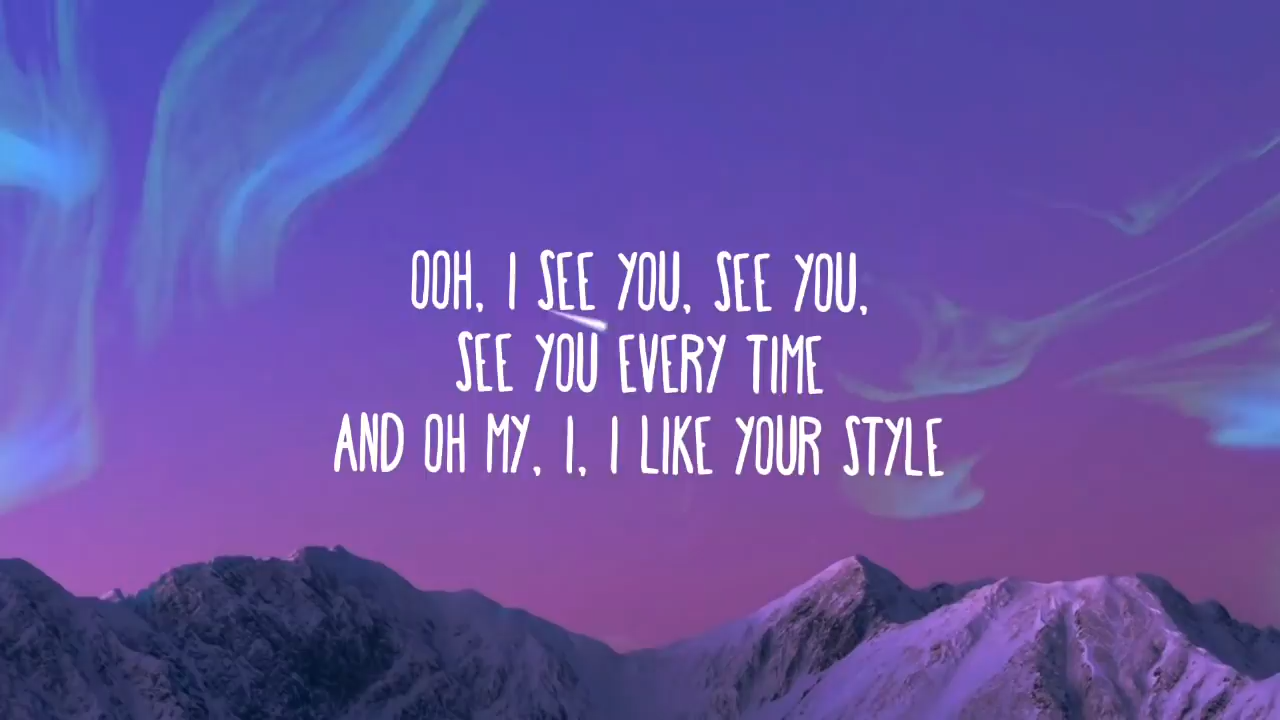 OOH, I SEE YOU, SEE YOU,
SEE YOU EVERY TIME
AND OH MY, I, I LIKE YOUR STYLE